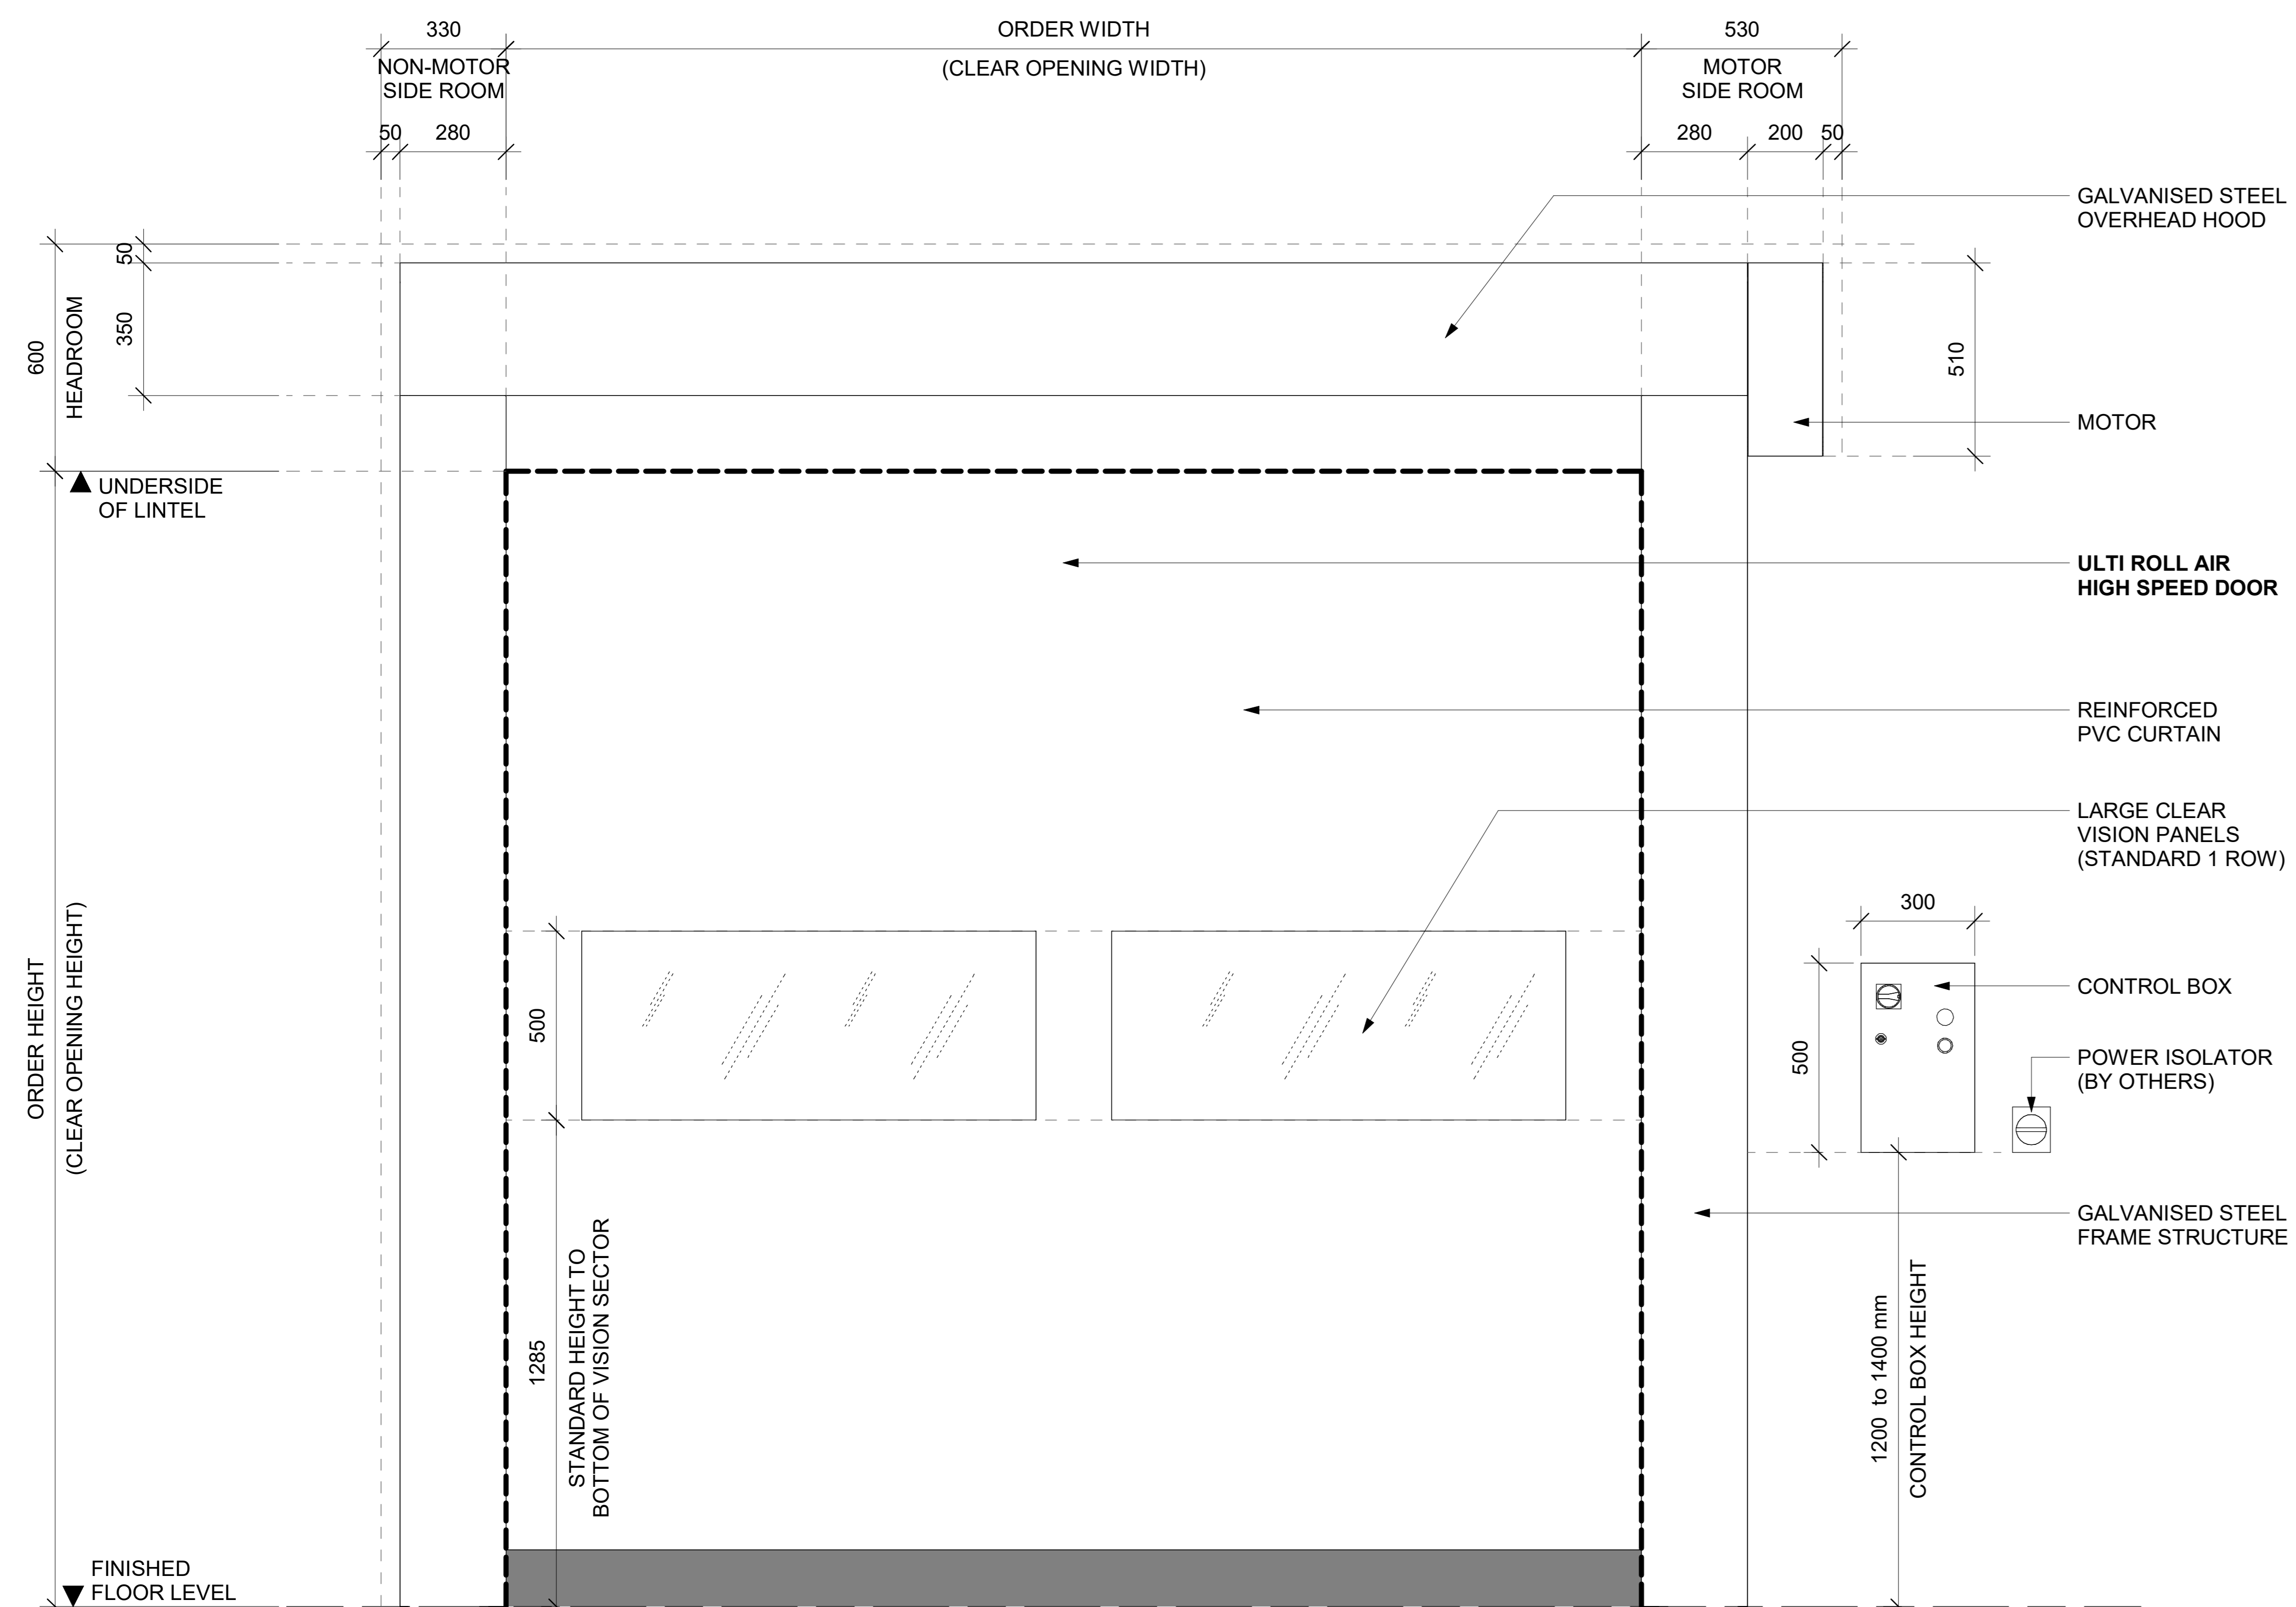 330
ORDER WIDTH
530
NON-MOTOR
SIDE ROOM
(CLEAR OPENING WIDTH)
MOTOR
SIDE ROOM
50
280
280
200
50
GALVANISED STEEL
OVERHEAD HOOD
50
350
600
HEADROOM
510
MOTOR
UNDERSIDE
OF LINTEL
ULTI ROLL AIR
HIGH SPEED DOOR
REINFORCED
PVC CURTAIN
LARGE CLEAR
VISION PANELS
(STANDARD 1 ROW)
300
ORDER HEIGHT
(CLEAR OPENING HEIGHT)
500
500
CONTROL BOX
POWER ISOLATOR
(BY OTHERS)
GALVANISED STEEL
FRAME STRUCTURE
1285
STANDARD HEIGHT TO
BOTTOM OF VISION SECTOR
1200 to 1400 mm
CONTROL BOX HEIGHT
FINISHED
FLOOR LEVEL